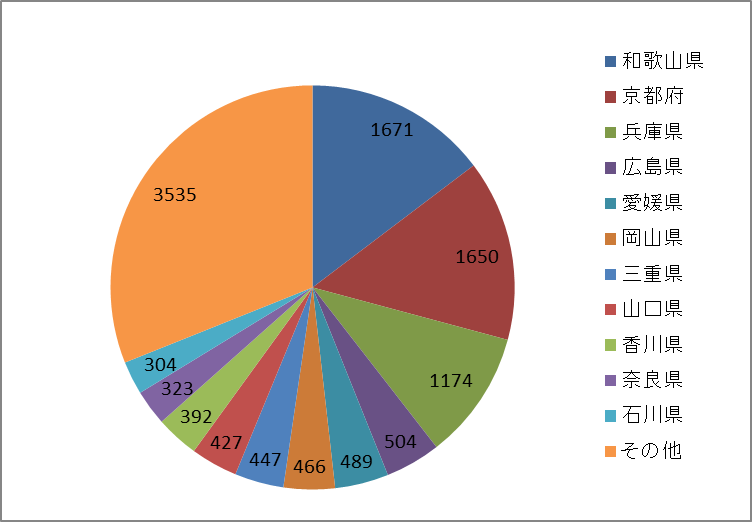 和歌山県
京都府
兵庫県
広島県
愛媛県
岡山県
三重県
山口県
香川県
奈良県
石川県
その他
1671
1650
1174
504
489
466
447
427
392
323
304
3535